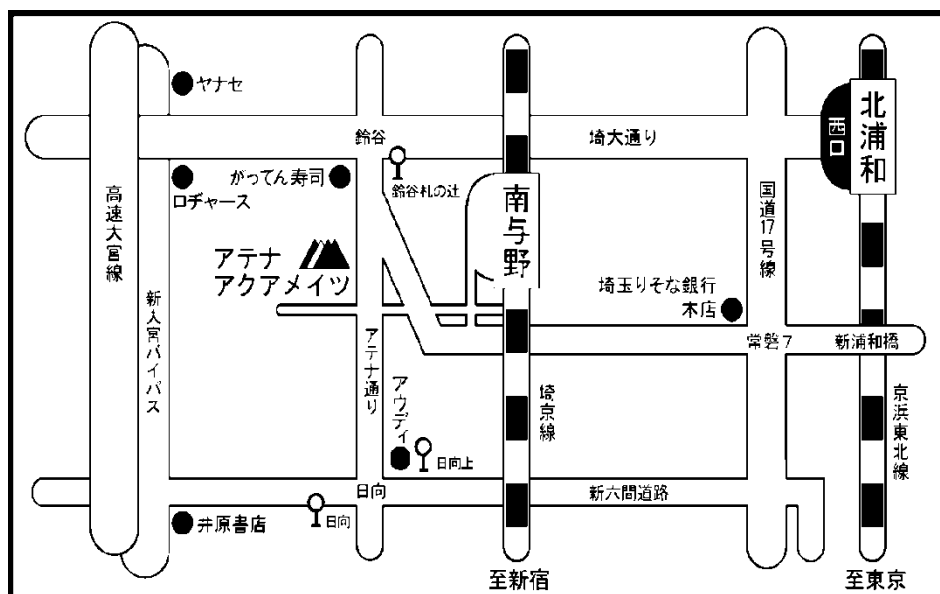 ヤナセ
鈴谷
埼大通り
西口
北浦和
ロヂャース
がってん寿司
鈴谷札の辻
南与野
高速大宮線
国道17号線
アテナ
アクアメイツ
埼玉りそな銀行
本店
新大宮バイパス
アテナ通り
常磐7
新浦和橋
アウディ
埼京線
京浜東北線
日向上
日向
新六間道路
井原書店
日向
至新宿
至東京